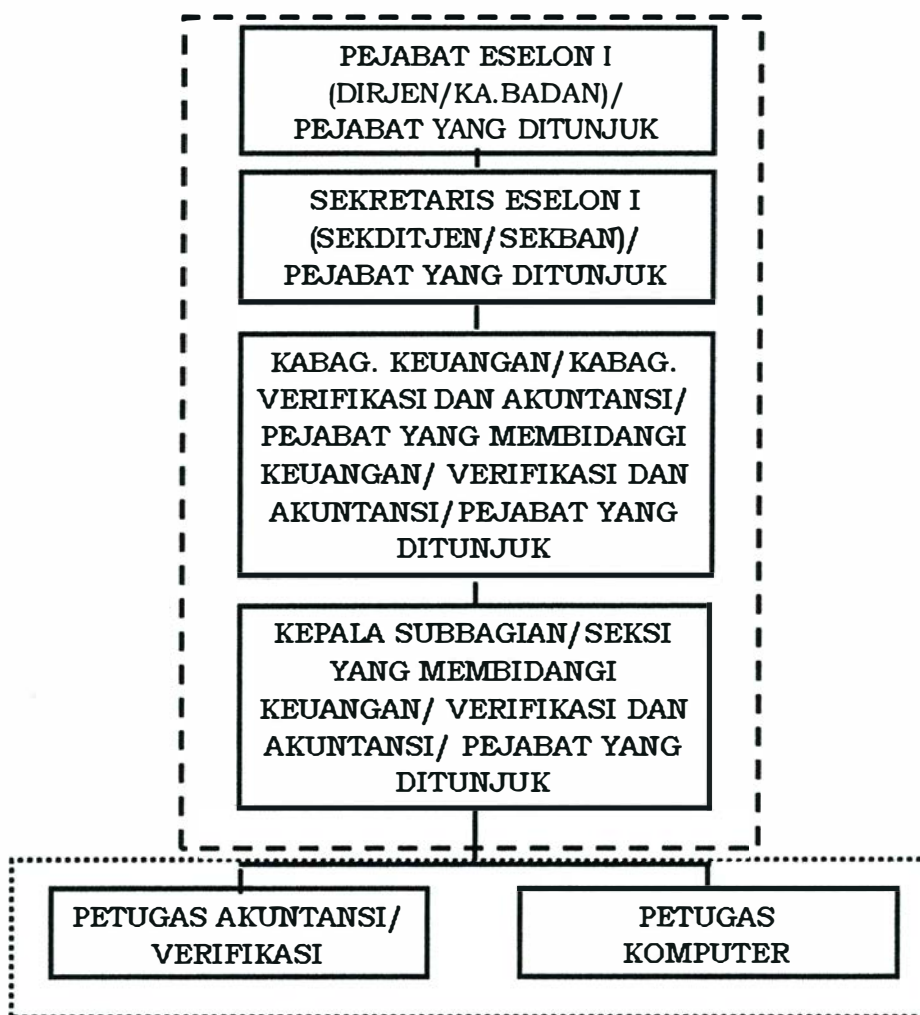 PEJABAT ESELON I
(DIRJEN/KA.BADAN)/
PEJABAT YANG DITUNJUK
SEKRETARIS ESELON I
(SEKDITJEN/SEKBAN)/
PEJABAT YANG DITUNJUK
KABAG. KEUANGAN/KABAG.
VERIFIKASI DAN AKUNTANSI/
PEJABAT YANG MEMBIDANGI
KEUANGAN/ VERIFIKASI DAN
AKUNTANSI/PEJABAT YANG
DITUNJUK
KEPALA SUBBAGIAN/SEKSI
YANG MEMBIDANGI
KEUANGAN/ VERIFIKASI DAN
AKUNTANSI/ PEJABAT YANG
DITUNJUK
PETUGAS AKUNTANSI/
VERIFIKASI
PETUGAS
KOMPUTER